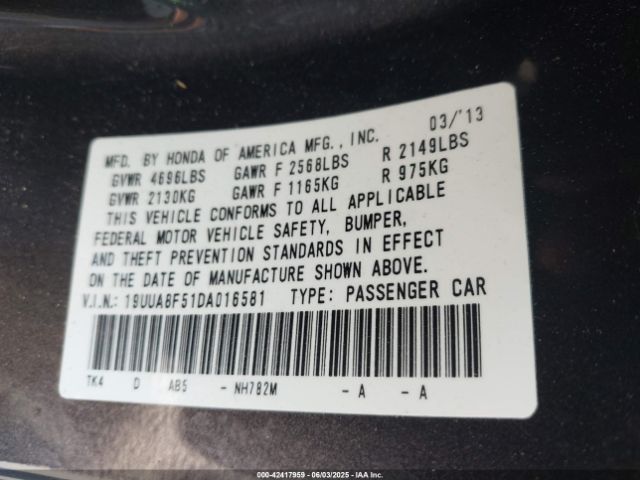 MFD. BY HONDA OF AMERICA MFG., INC. 03/'13
GVWR 4696LBS GAWR F 2568LBS R 2149LBS
GVWR 2130KG GAWR F 1165KG R 975KG
THIS VEHICLE CONFORMS TO ALL APPLICABLE
FEDERAL MOTOR VEHICLE SAFETY, BUMPER,
AND THEFT PREVENTION STANDARDS IN EFFECT
ON THE DATE OF MANUFACTURE SHOWN ABOVE.
V.I.N.: 19UUA8F51DA016581 TYPE: PASSENGER CAR
TK4 D AB5 - NH782M - A - A
000-42417959 - 06/03/2025 - IAAI Inc.